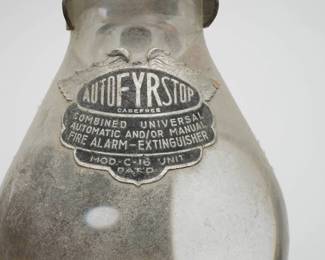 AUTOFYRSTOP
CAREFREE
COMBINED UNIVERSAL
AUTOMATIC AND/OR MANUAL
FIRE ALARM-EXTINGUISHER
MOD-C-16 UNIT
PAT'D